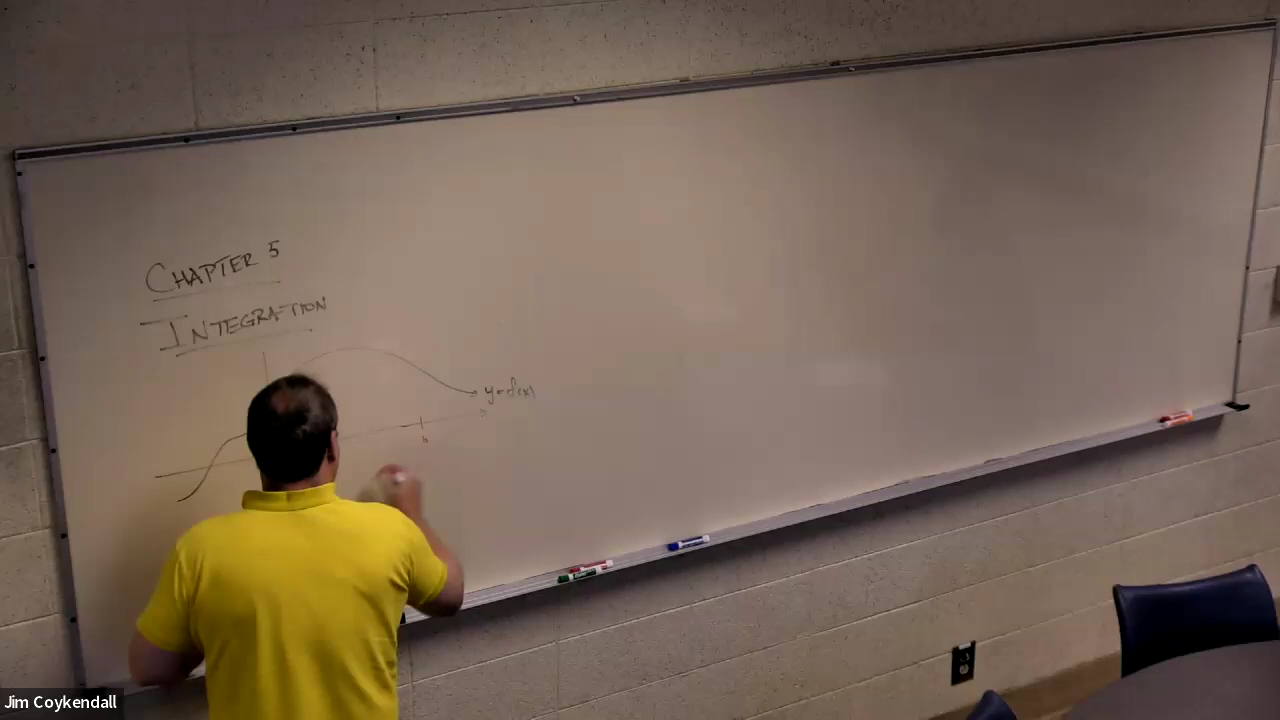 CHAPTER 5
INTEGRATION
y=f(x)
b
Jim Coykendall